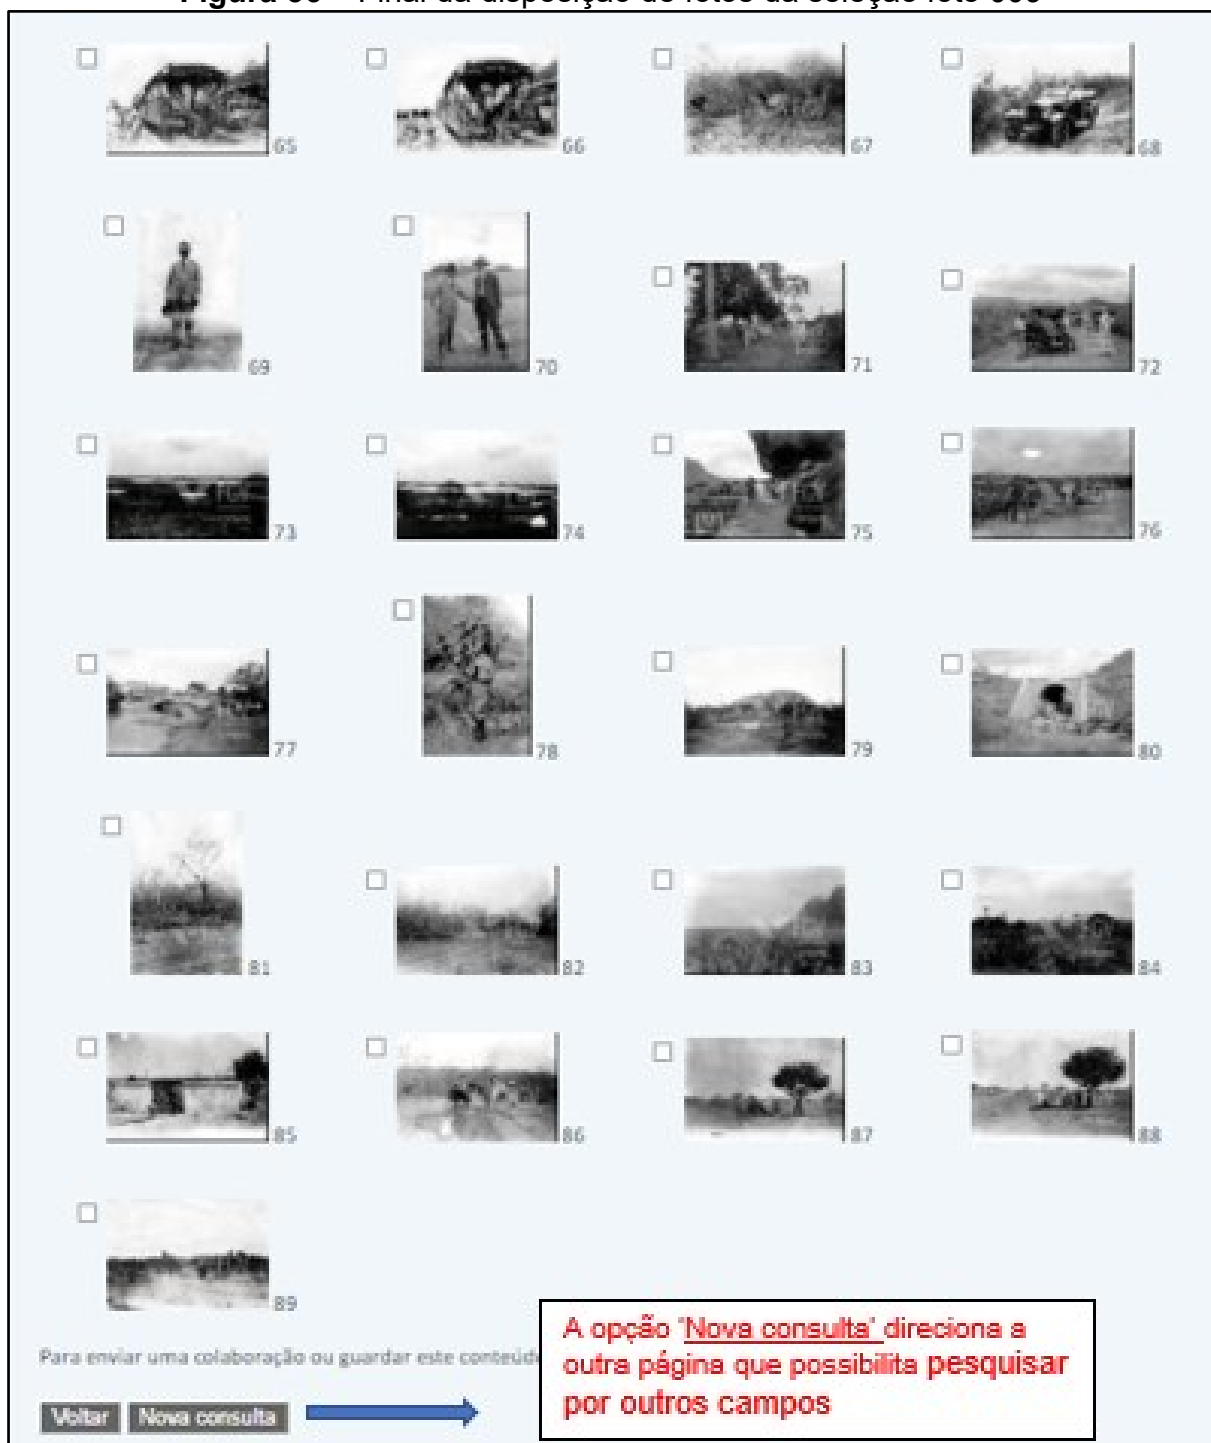 65 66 67 68
69 70 71 72
73 74 75 76
77 78 79 80
81 82 83 84
85 86 87 88
89
Para enviar uma colaboração ou guardar este conteúd
A opção 'Nova consulta' direciona a
outra página que possibilita pesquisar
por outros campos
Voltar Nova consulta